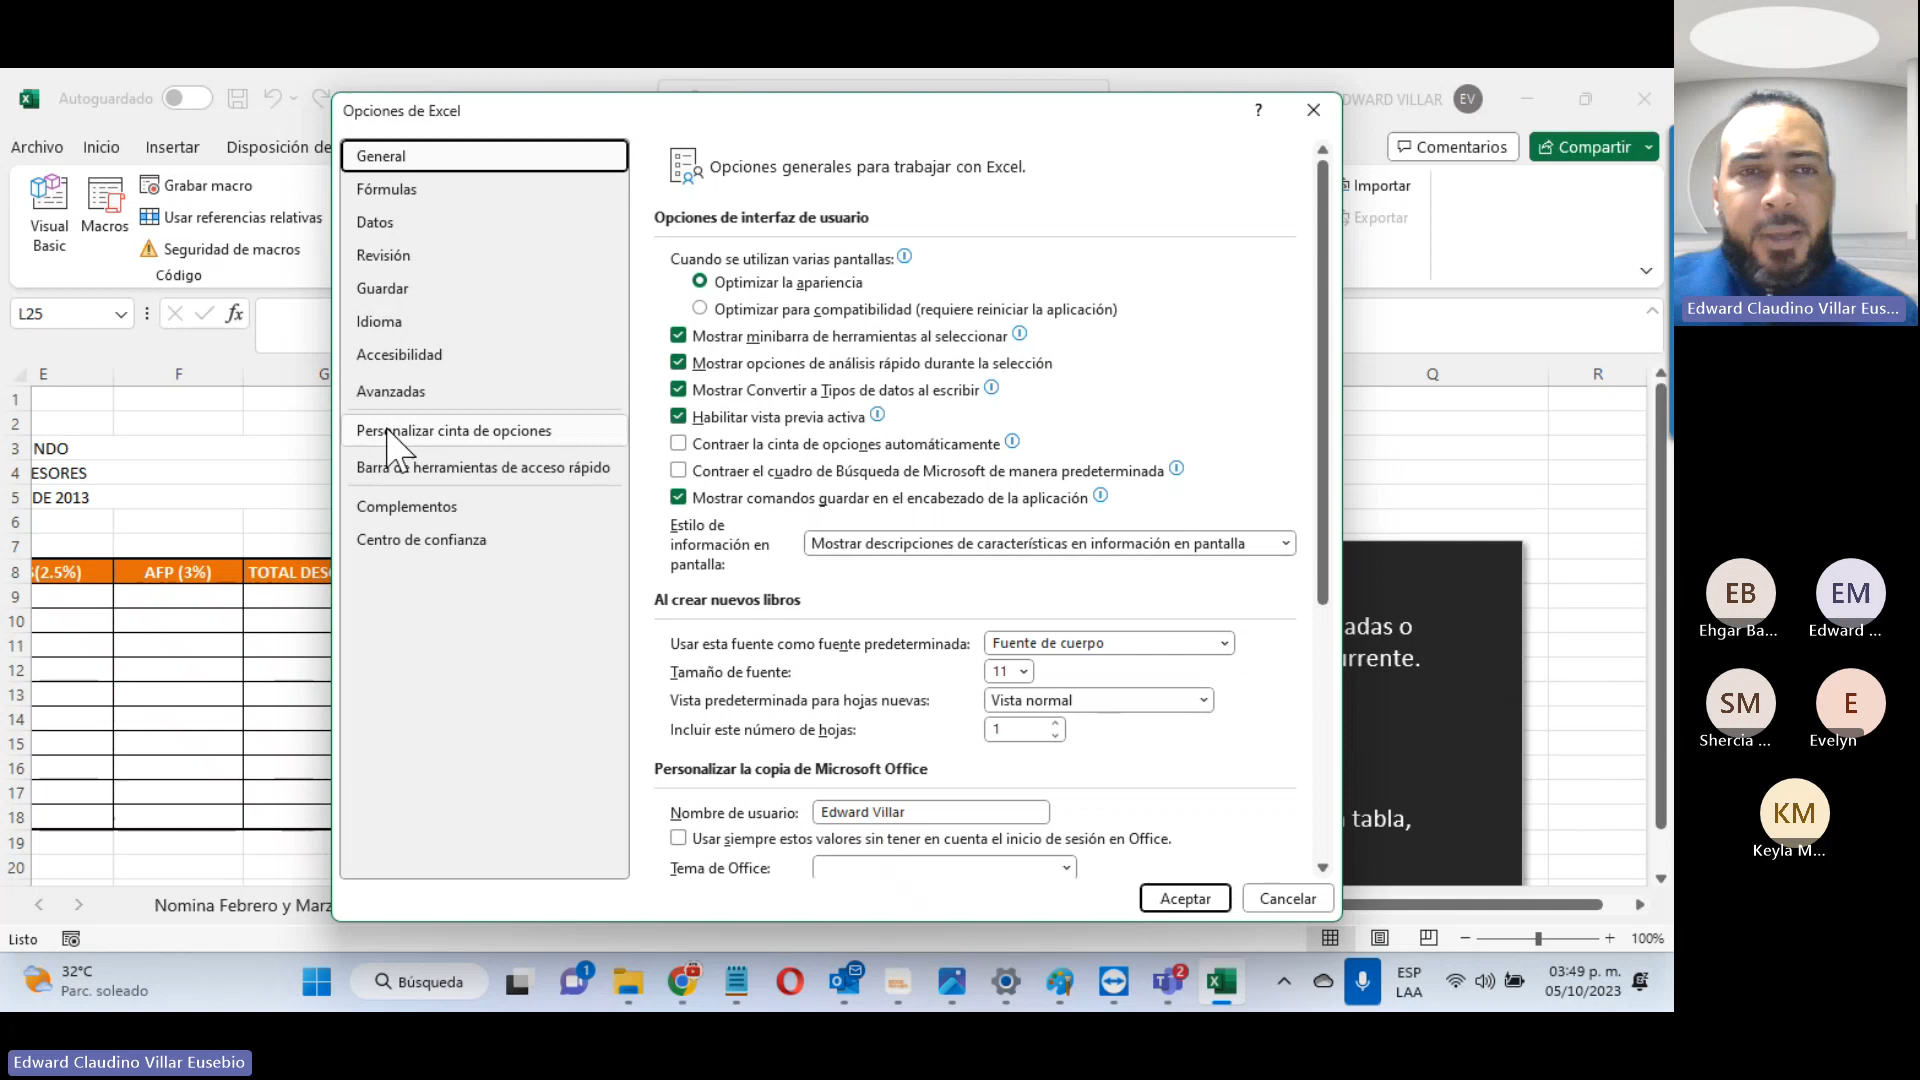 Autoguardado
DWARD VILLAR EV
Opciones de Excel
?
Archivo Inicio Insertar Disposición de
Comentarios Compartir
Visual Basic
Macros
Grabar macro
Usar referencias relativas
Seguridad de macros
Código
Importar
Exportar
L25
fx
General
Fórmulas
Datos
Revisión
Guardar
Idioma
Accesibilidad
Avanzadas
Personalizar cinta de opciones
Barra de herramientas de acceso rápido
Complementos
Centro de confianza
Opciones generales para trabajar con Excel.
Opciones de interfaz de usuario
Cuando se utilizan varias pantallas:
Optimizar la apariencia
Optimizar para compatibilidad (requiere reiniciar la aplicación)
Mostrar minibarra de herramientas al seleccionar
Mostrar opciones de análisis rápido durante la selección
Mostrar Convertir a Tipos de datos al escribir
Habilitar vista previa activa
Contraer la cinta de opciones automáticamente
Contraer el cuadro de Búsqueda de Microsoft de manera predeterminada
Mostrar comandos guardar en el encabezado de la aplicación
Estilo de
información en
pantalla:
Mostrar descripciones de características en información en pantalla
Al crear nuevos libros
Usar esta fuente como fuente predeterminada: Fuente de cuerpo
Tamaño de fuente: 11
Vista predeterminada para hojas nuevas: Vista normal
Incluir este número de hojas: 1
Personalizar la copia de Microsoft Office
Nombre de usuario: Edward Villar
Usar siempre estos valores sin tener en cuenta el inicio de sesión en Office.
Tema de Office:
Aceptar Cancelar
E F G
Q R
1
2
3 NDO
4 ESORES
5 DE 2013
6
7
8 (2.5%) AFP (3%) TOTAL DES
9
10
11
12
13
14
15
16
17
18
19
20
adas o
urrente.
tabla,
Nomina Febrero y Marz
Listo
100%
32°C
Parc. soleado
Búsqueda
1
2
ESP
LAA
03:49 p. m.
05/10/2023
Edward Claudino Villar Eus...
EB
Ehgar Ba...
EM
Edward ...
SM
Shercia ...
E
Evelyn
KM
Keyla M...
Edward Claudino Villar Eusebio